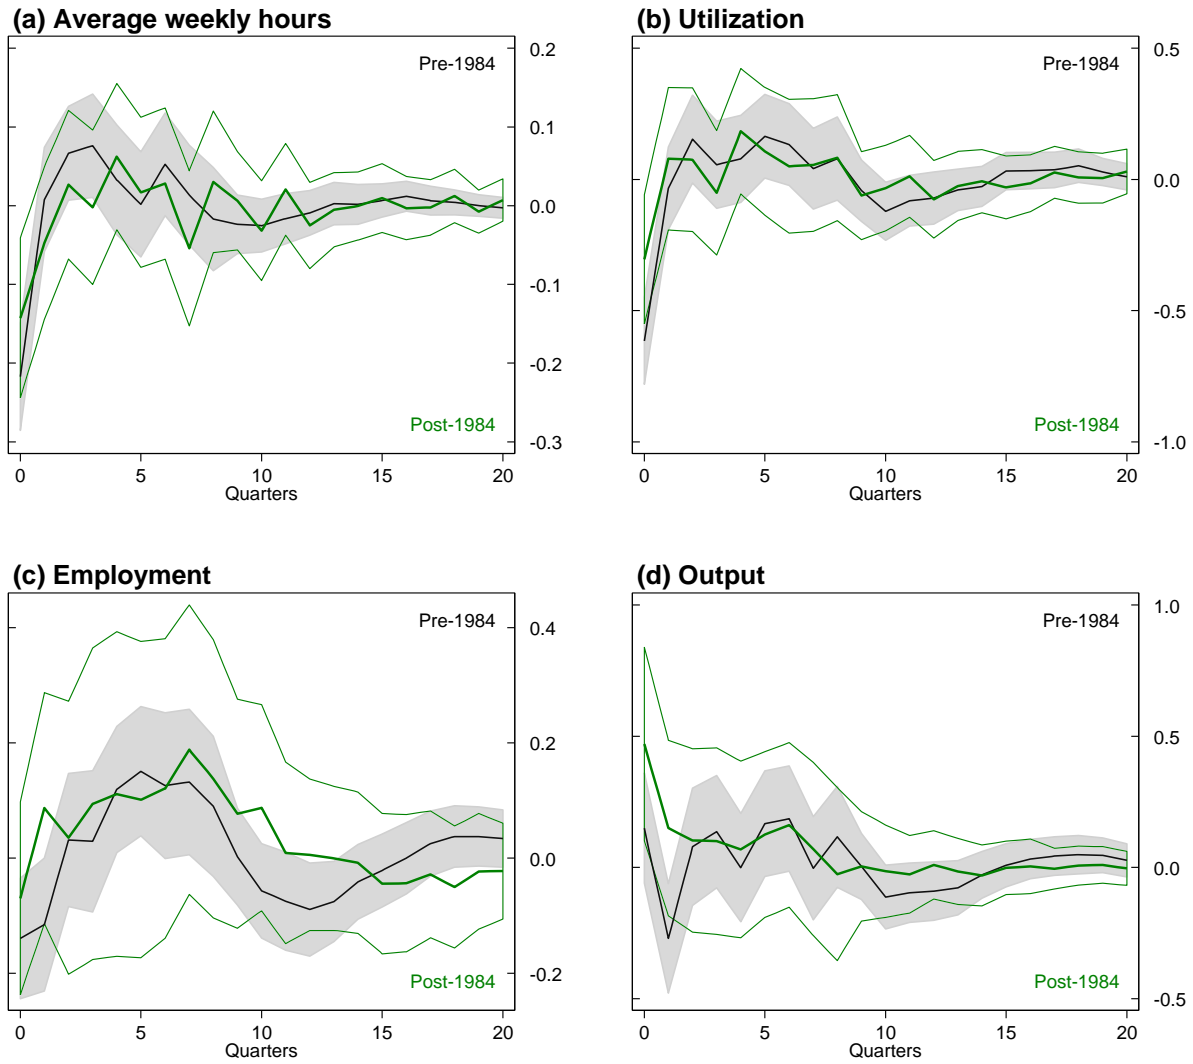 (a) Average weekly hours
Pre-1984
Post-1984
0.2
0.1
0.0
-0.1
-0.2
-0.3
0 5 10 15 20
Quarters
(b) Utilization
Pre-1984
Post-1984
0.5
0.0
-0.5
-1.0
0 5 10 15 20
Quarters
(c) Employment
Pre-1984
Post-1984
0.4
0.2
0.0
-0.2
0 5 10 15 20
Quarters
(d) Output
Pre-1984
Post-1984
1.0
0.5
0.0
-0.5
0 5 10 15 20
Quarters